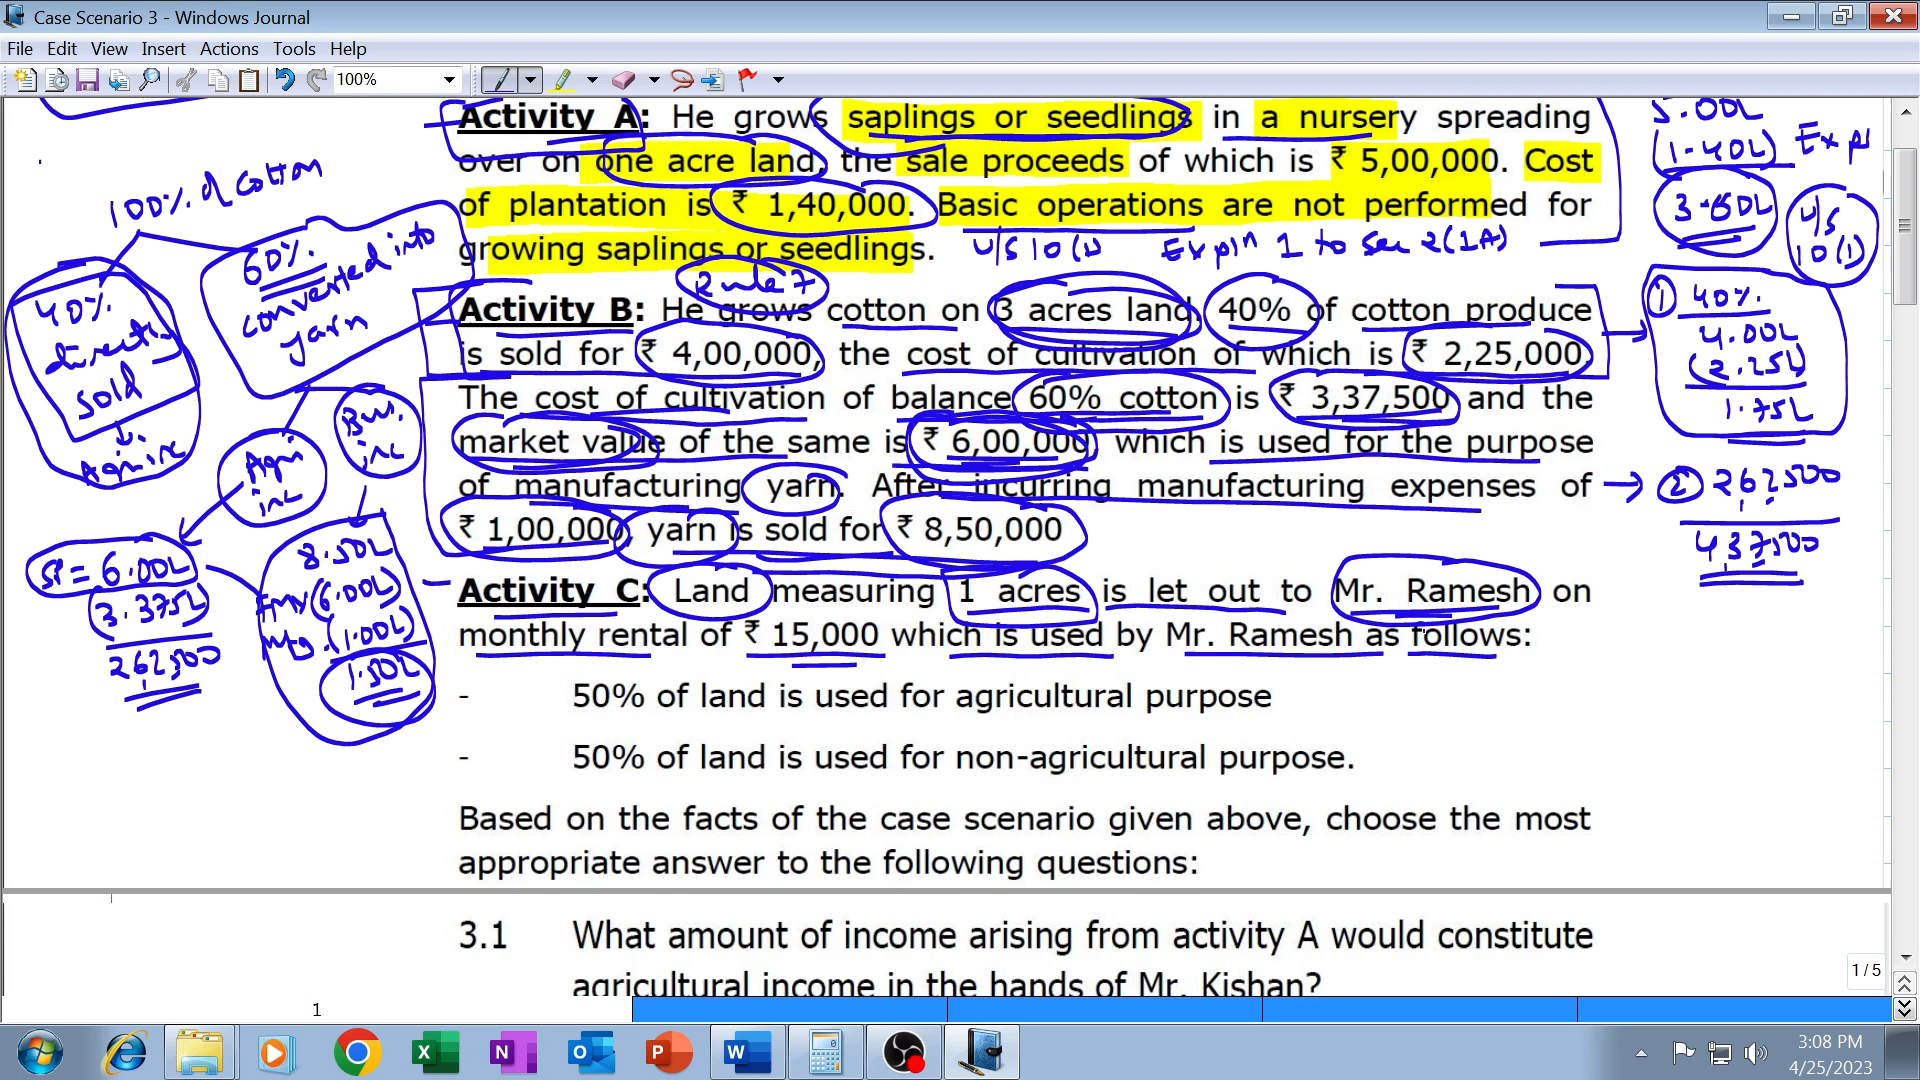 Case Scenario 3 - Windows Journal
File Edit View Insert Actions Tools Help
100%
Activity A: He grows saplings or seedlings in a nursery spreading
over on one acre land, the sale proceeds of which is ₹ 5,00,000. Cost
of plantation is ₹ 1,40,000. Basic operations are not performed for
growing saplings or seedlings.
u/s 10(1) Expln 1 to Sec 2(1A)
5.00L
(1.40L) Exps
3.60L
u/s
10(1)
100% of cotton
40%
directly
sold
Agri inc
60%
converted into
yarn
Agri
inc
Bus.
inc
Rule 7
Activity B: He grows cotton on 3 acres land. 40% of cotton produce
is sold for ₹ 4,00,000, the cost of cultivation of which is ₹ 2,25,000.
The cost of cultivation of balance 60% cotton is ₹ 3,37,500 and the
market value of the same is ₹ 6,00,000, which is used for the purpose
of manufacturing yarn. After incurring manufacturing expenses of
₹ 1,00,000, yarn is sold for ₹ 8,50,000
① 40%
4.00L
(2.25L)
1.75L
→ ② 262500
437500
SP = 6.00L
(3.375L)
262500
8.50L
FMV (6.00L)
Mfg. (1.00L)
1.50L
Activity C: Land measuring 1 acres is let out to Mr. Ramesh on
monthly rental of ₹ 15,000 which is used by Mr. Ramesh as follows:
- 50% of land is used for agricultural purpose
- 50% of land is used for non-agricultural purpose.
Based on the facts of the case scenario given above, choose the most
appropriate answer to the following questions:
3.1 What amount of income arising from activity A would constitute
agricultural income in the hands of Mr. Kishan?
1 / 5
1
3:08 PM
4/25/2023